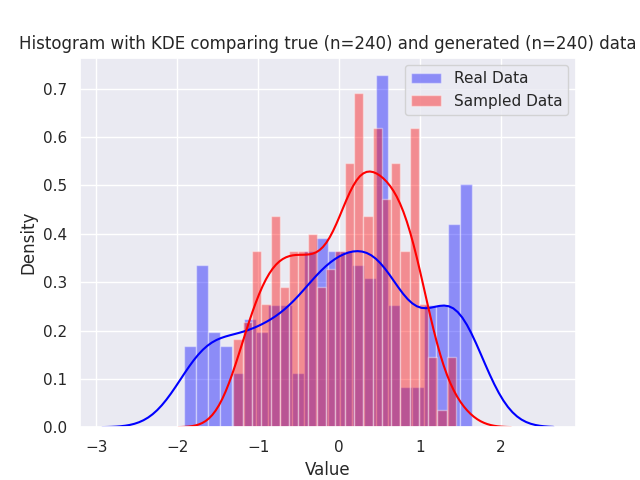 Histogram with KDE comparing true (n=240) and generated (n=240) data
Real Data
Sampled Data
Density
0.7
0.6
0.5
0.4
0.3
0.2
0.1
0.0
−3 −2 −1 0 1 2
Value